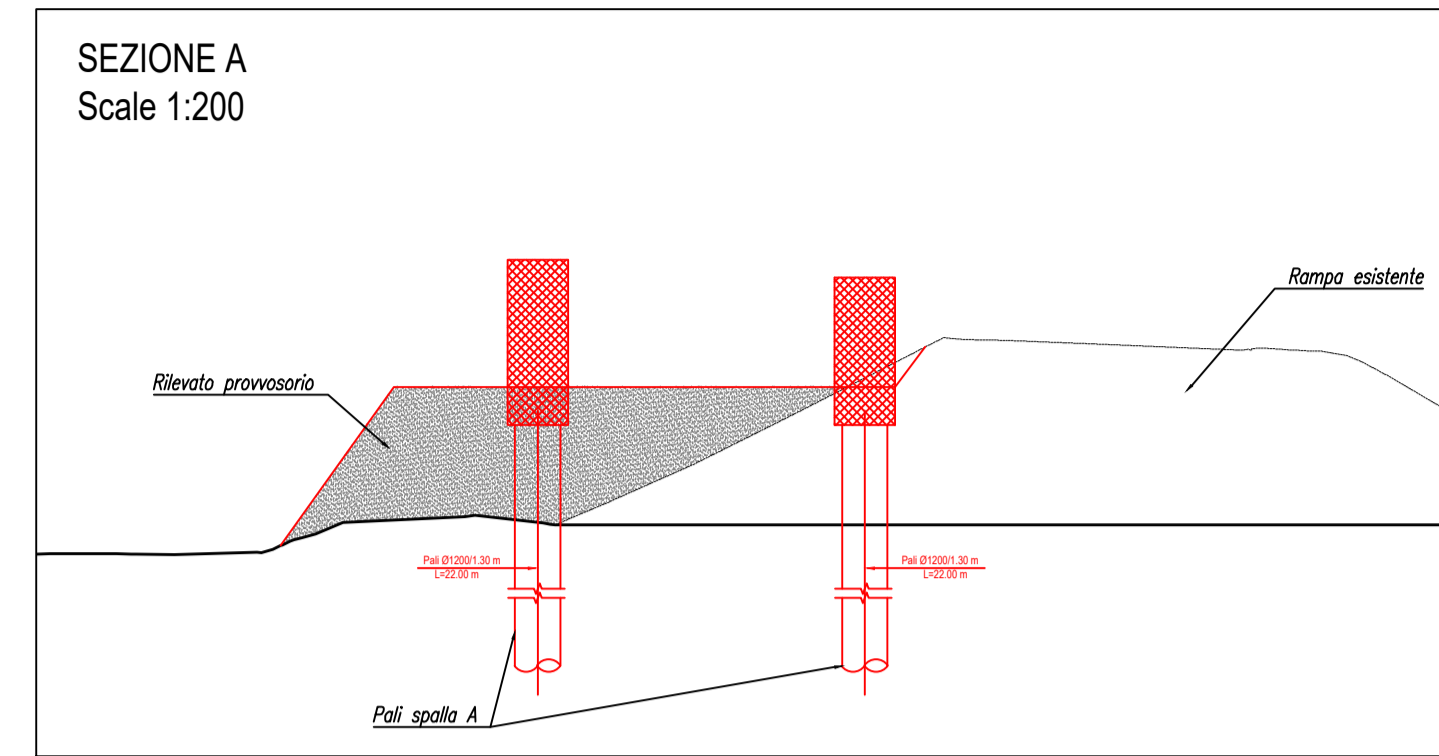 SEZIONE A
Scale 1:200
Rampa esistente
Rilevato provvosorio
Pali Ø1200/1.30 m
L=22.00 m
Pali Ø1200/1.30 m
L=22.00 m
Pali spalla A